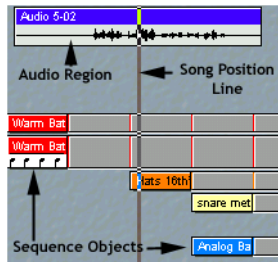 Audio 5-02
Audio Region
Song Position
Line
Warm Bat
Warm Bat
Hats 16th
snare met
Sequence Objects
Analog Ba